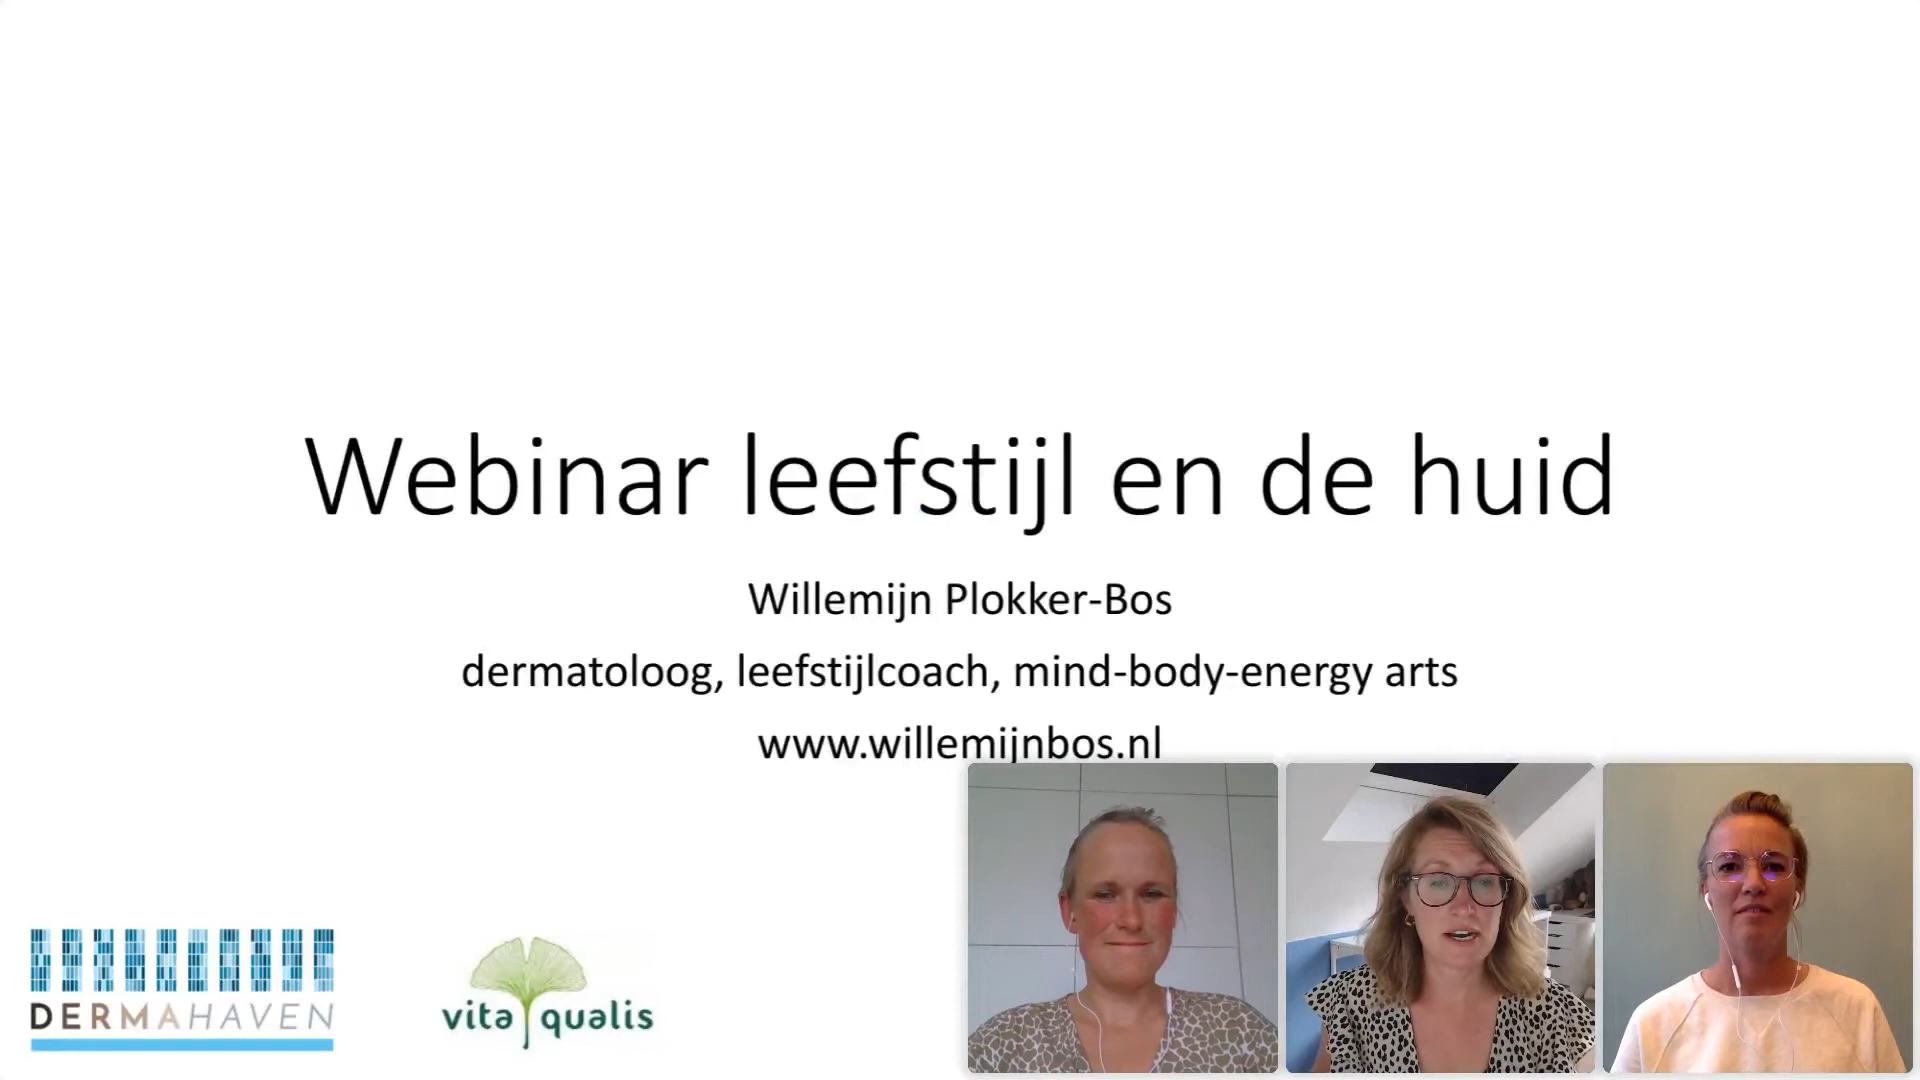 Webinar leefstijl en de huid
Willemijn Plokker-Bos
dermatoloog, leefstijlcoach, mind-body-energy arts
www.willemijnbos.nl
DERMAHAVEN
vita qualis